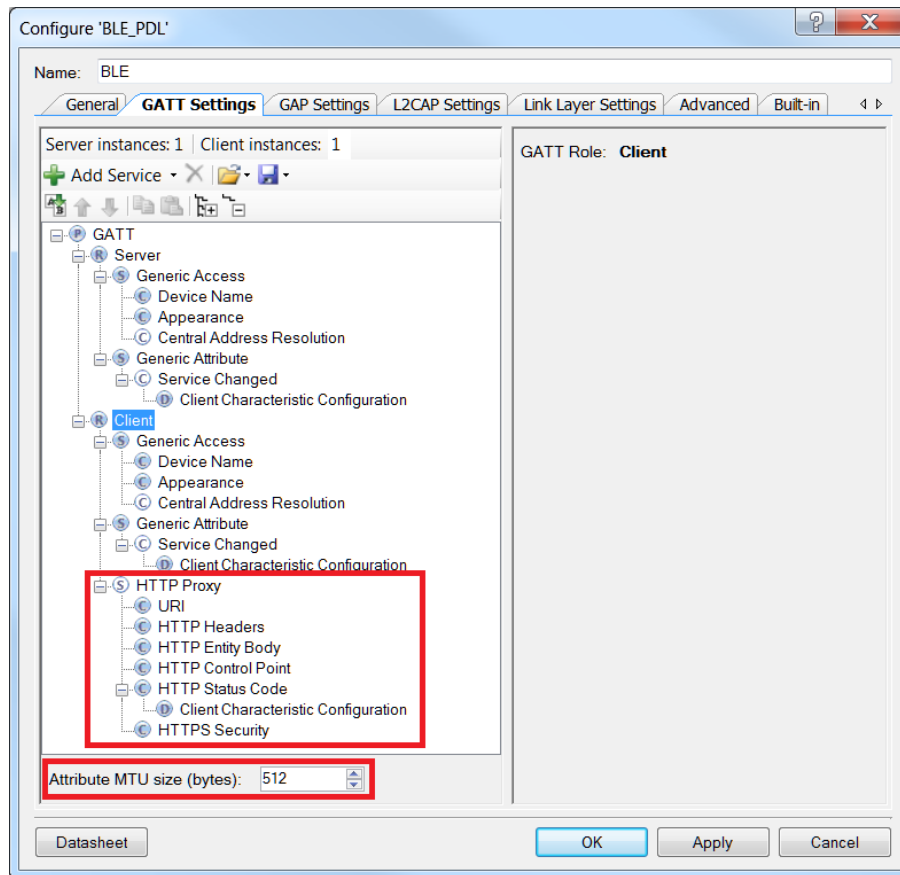 Configure 'BLE_PDL'
Name: BLE
General GATT Settings GAP Settings L2CAP Settings Link Layer Settings Advanced Built-in
Server instances: 1 Client instances: 1
GATT Role: Client
Add Service
GATT
R Server
S Generic Access
C Device Name
C Appearance
C Central Address Resolution
S Generic Attribute
C Service Changed
D Client Characteristic Configuration
R Client
S Generic Access
C Device Name
C Appearance
C Central Address Resolution
S Generic Attribute
C Service Changed
D Client Characteristic Configuration
S HTTP Proxy
C URI
C HTTP Headers
C HTTP Entity Body
C HTTP Control Point
C HTTP Status Code
D Client Characteristic Configuration
C HTTPS Security
Attribute MTU size (bytes): 512
Datasheet OK Apply Cancel